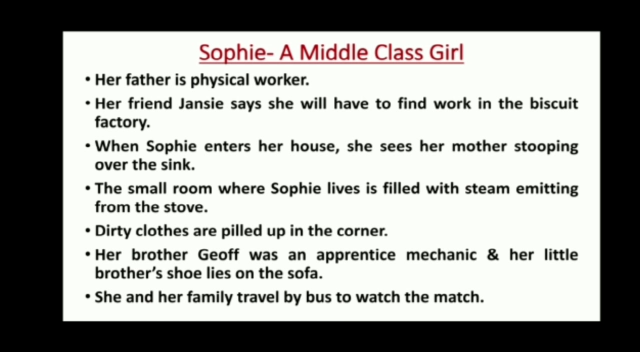 Sophie- A Middle Class Girl
• Her father is physical worker.
• Her friend Jansie says she will have to find work in the biscuit
factory.
• When Sophie enters her house, she sees her mother stooping
over the sink.
• The small room where Sophie lives is filled with steam emitting
from the stove.
• Dirty clothes are pilled up in the corner.
• Her brother Geoff was an apprentice mechanic & her little
brother's shoe lies on the sofa.
• She and her family travel by bus to watch the match.